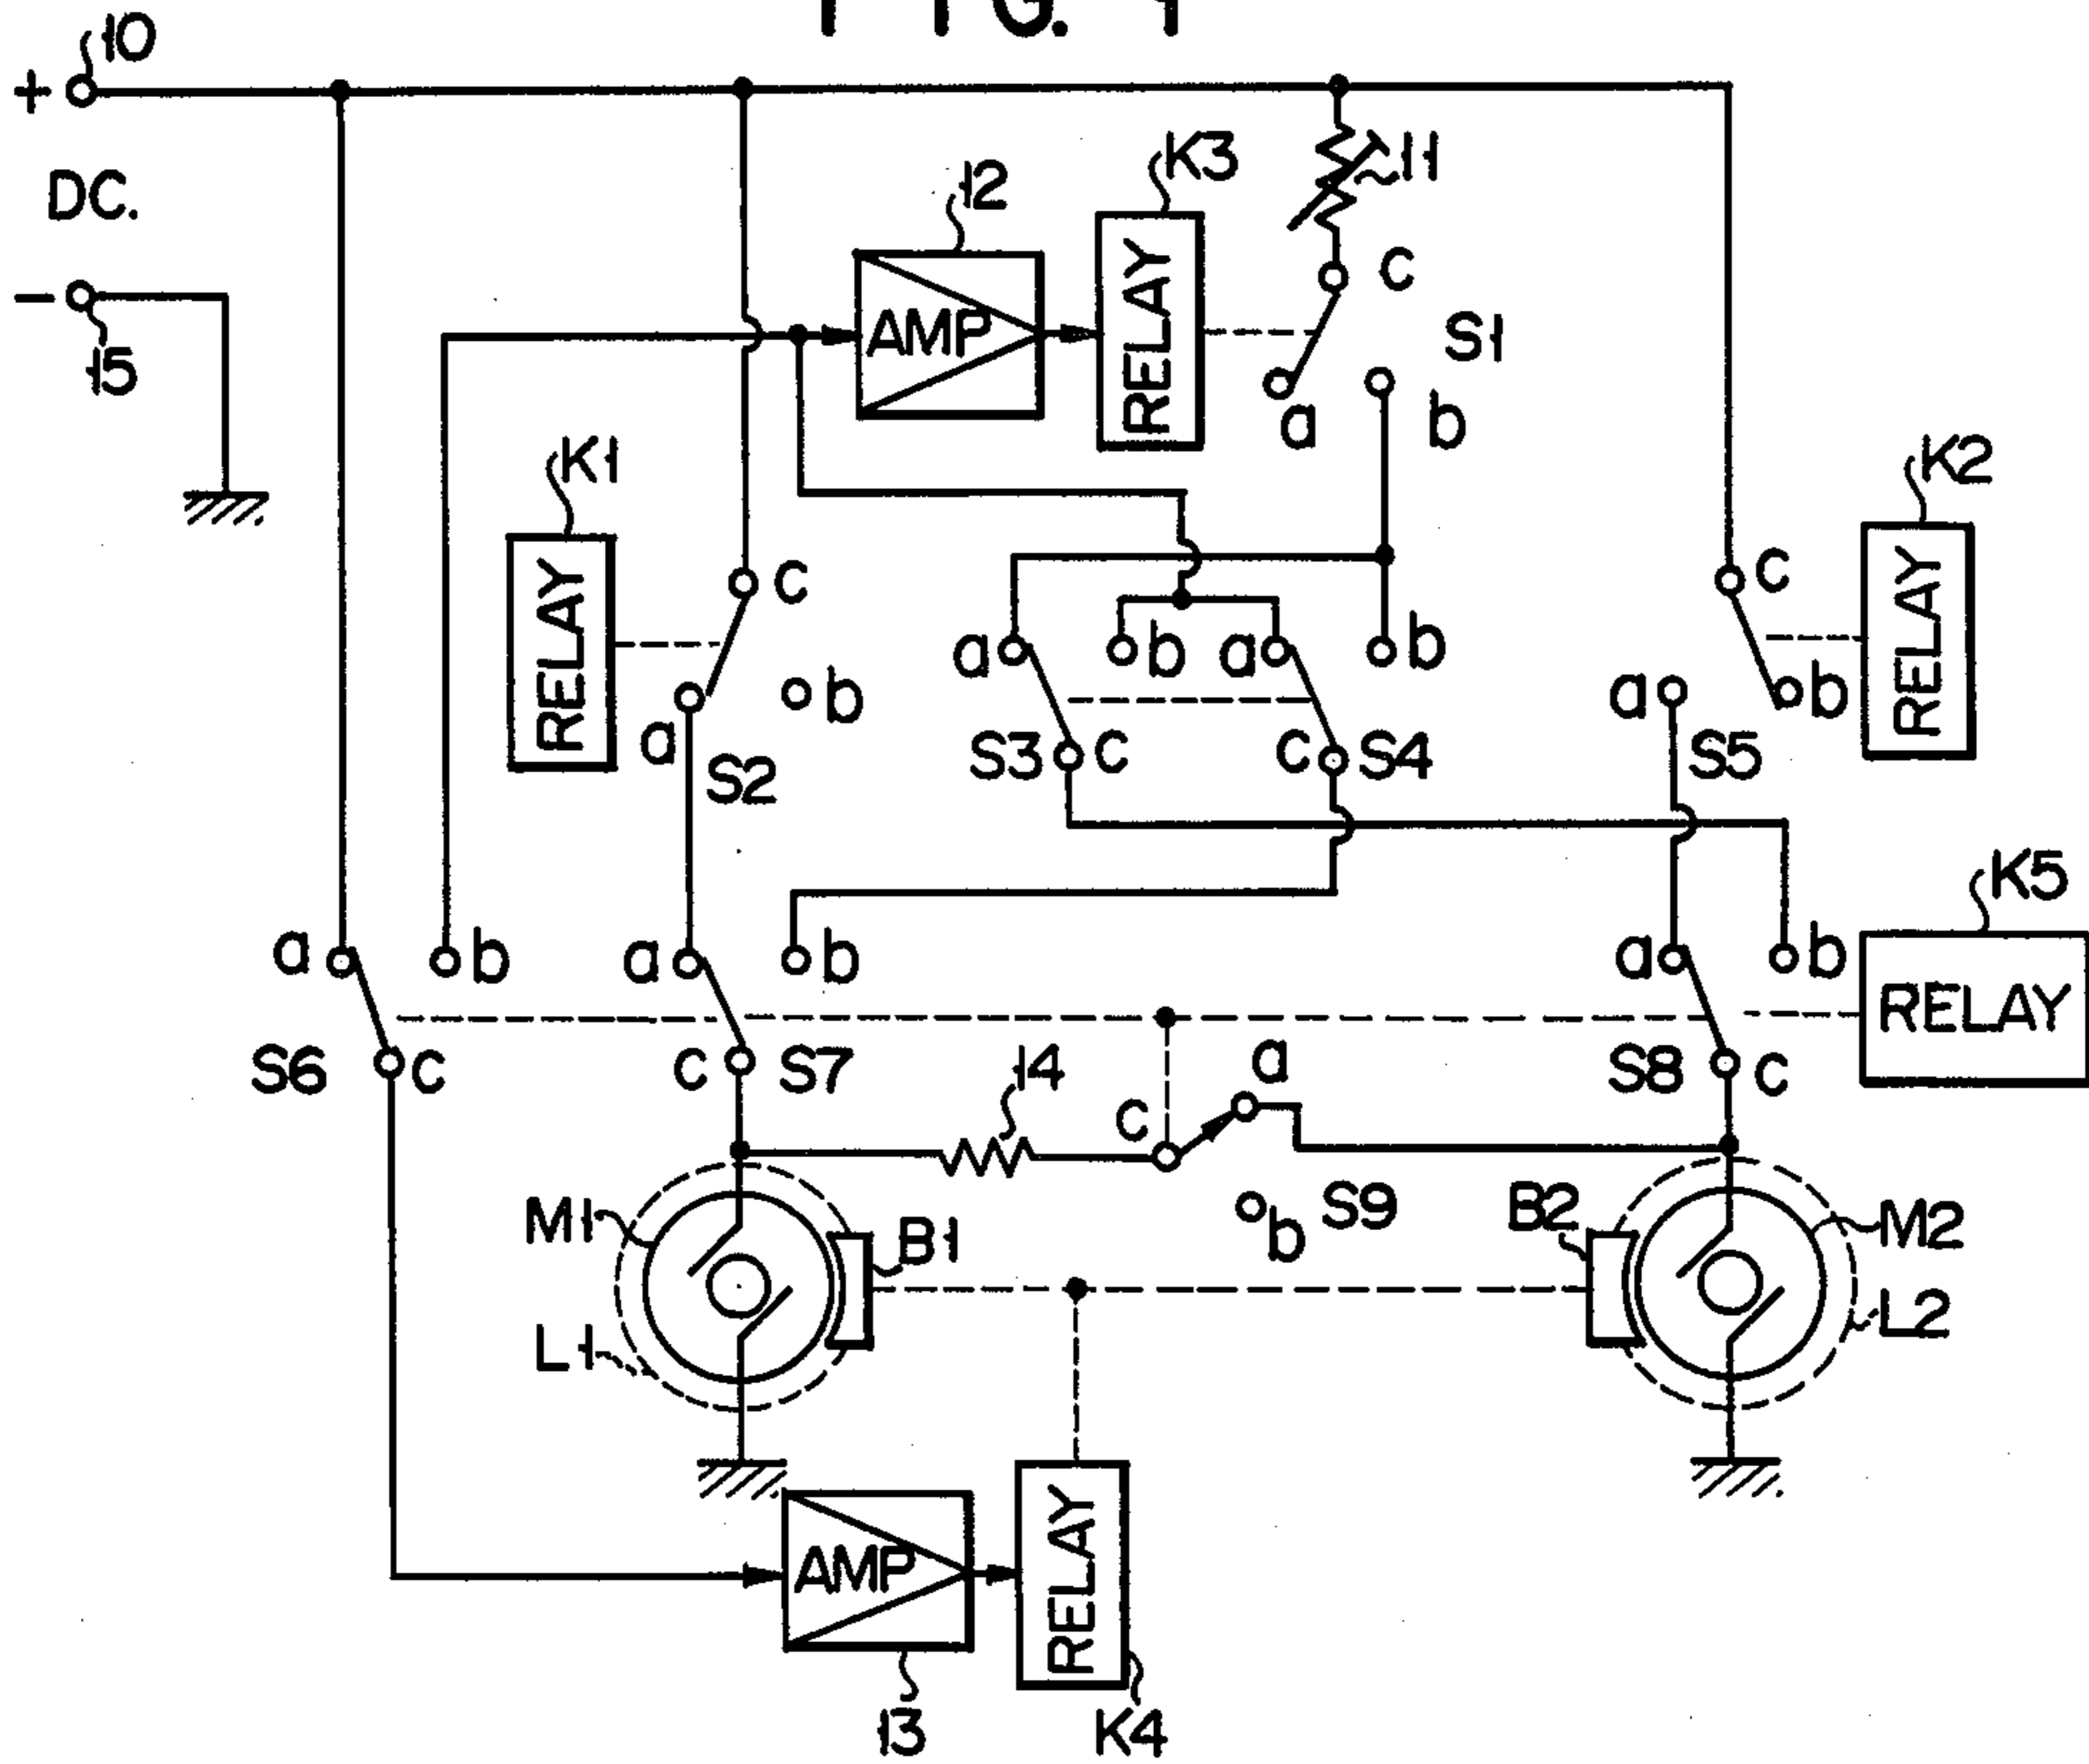 FIG. 1
10
+
DC.
-
15
12
K3
11
AMP
RELAY
c
S1
a
b
K1
RELAY
c
a
b
S2
a
b
a
b
S3
c
c
S4
K2
RELAY
c
a
b
S5
K5
RELAY
a
b
S6
c
a
b
c
S7
a
b
S8
c
14
c
a
b
S9
M1
B1
L1
B2
M2
L2
AMP
13
RELAY
K4